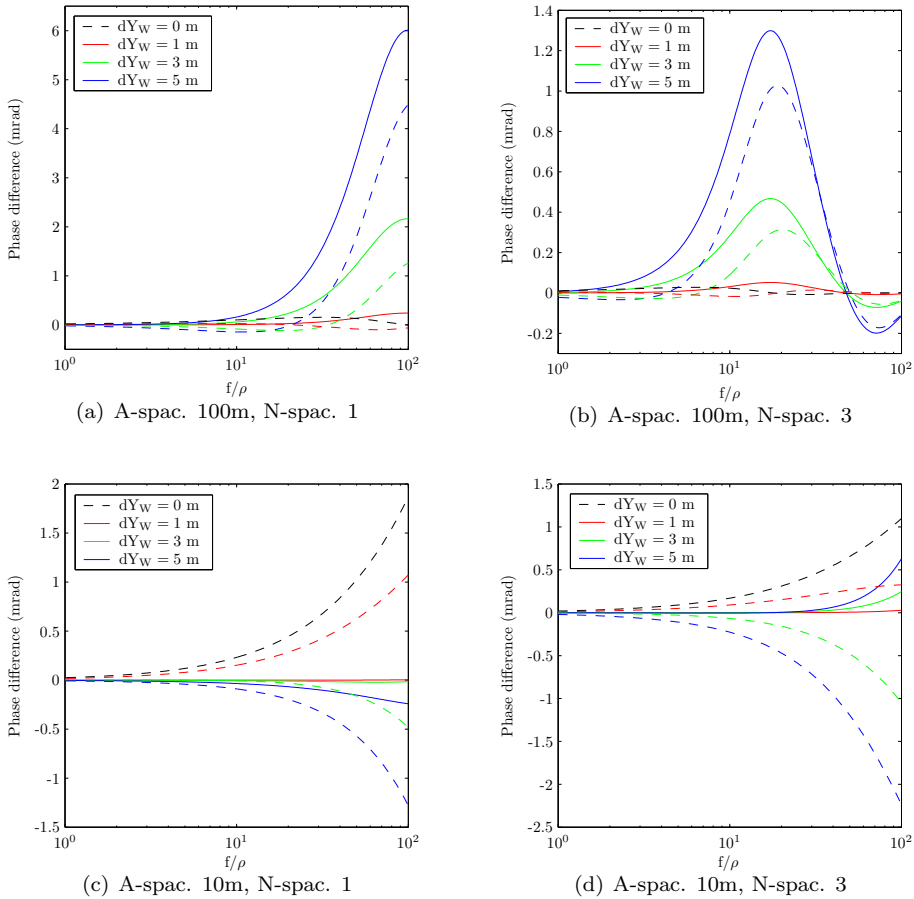 dY_W = 0 m
dY_W = 1 m
dY_W = 3 m
dY_W = 5 m
Phase difference (mrad)
6
5
4
3
2
1
0
10^0
10^1
10^2
f/ρ
(a) A-spac. 100m, N-spac. 1
dY_W = 0 m
dY_W = 1 m
dY_W = 3 m
dY_W = 5 m
Phase difference (mrad)
1.4
1.2
1
0.8
0.6
0.4
0.2
0
-0.2
10^0
10^1
10^2
f/ρ
(b) A-spac. 100m, N-spac. 3
dY_W = 0 m
dY_W = 1 m
dY_W = 3 m
dY_W = 5 m
Phase difference (mrad)
2
1.5
1
0.5
0
-0.5
-1
-1.5
10^0
10^1
10^2
f/ρ
(c) A-spac. 10m, N-spac. 1
dY_W = 0 m
dY_W = 1 m
dY_W = 3 m
dY_W = 5 m
Phase difference (mrad)
1.5
1
0.5
0
-0.5
-1
-1.5
-2
-2.5
10^0
10^1
10^2
f/ρ
(d) A-spac. 10m, N-spac. 3